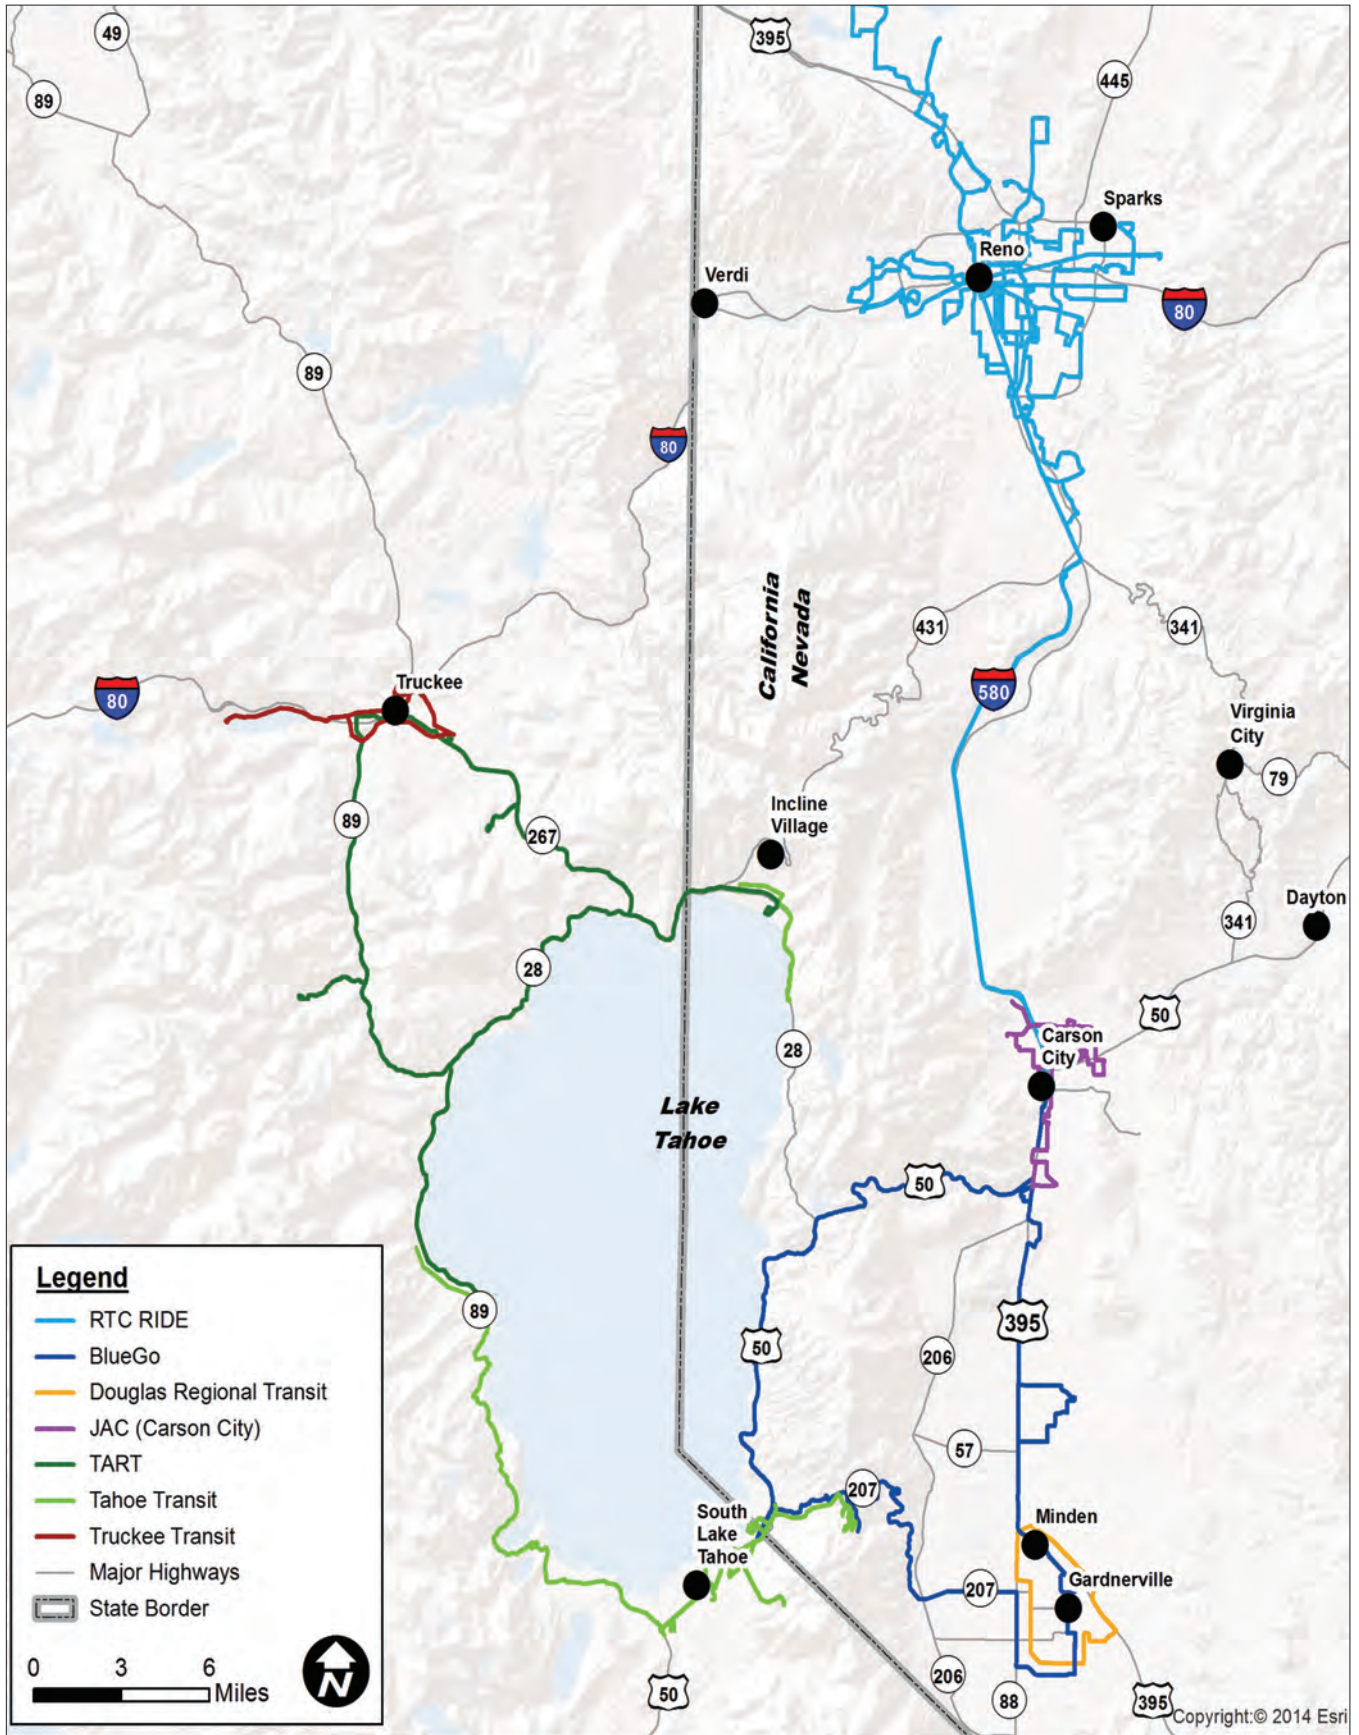 49
395
89
445
Sparks
Reno
Verdi
80
89
80
California
Nevada
431
341
Truckee
80
580
Virginia
City
79
Incline
Village
89
267
Dayton
341
28
50
Carson
City
28
Lake
Tahoe
50
Legend
RTC RIDE
BlueGo
Douglas Regional Transit
JAC (Carson City)
TART
Tahoe Transit
Truckee Transit
Major Highways
State Border
0 3 6
Miles
N
89
50
395
206
57
207
South
Lake
Tahoe
Minden
Gardnerville
207
206
88
50
395
Copyright:© 2014 Esri